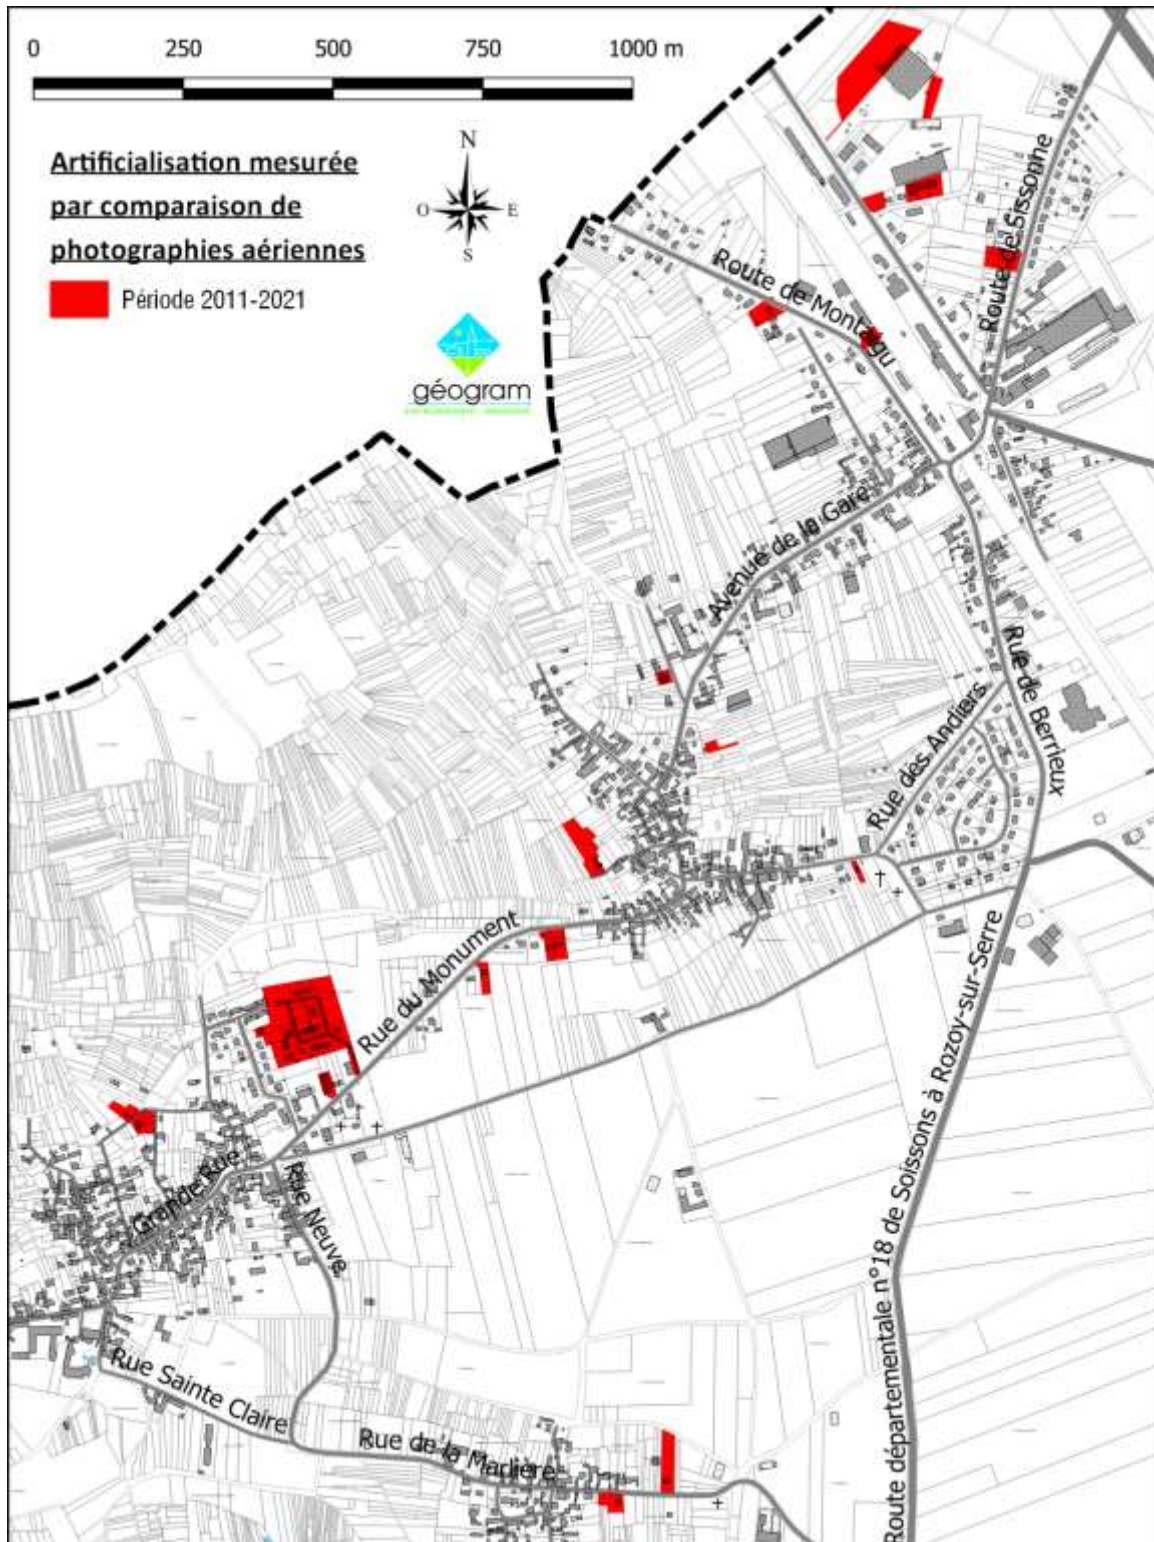 0 250 500 750 1000 m
Artificialisation mesurée
par comparaison de
photographies aériennes
Période 2011-2021
N
O E
S
géogram
Route de Sissonne
Route de Montaigu
Avenue de la Gare
Rue de Berrieux
Rue des Andiers
Rue du Monument
Route départementale n°18 de Soissons à Rozoy-sur-Serre
Grande Rue
Rue Neuve
Rue Sainte Claire
Rue de la Marlière